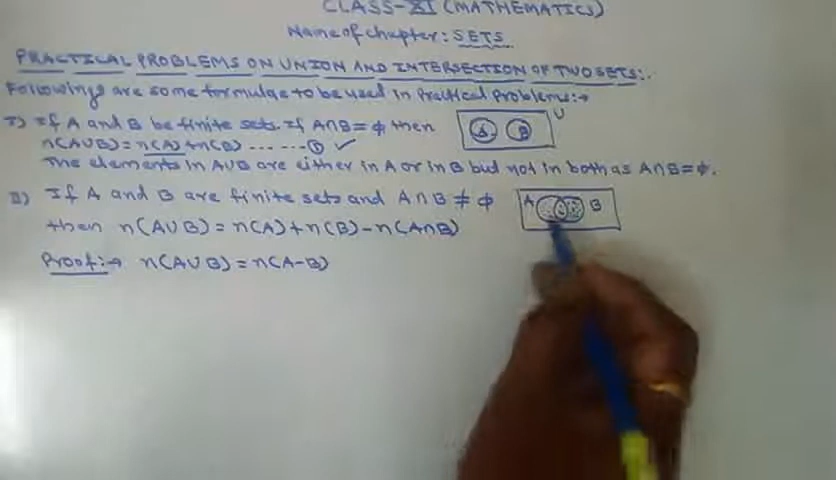 CLASS-XI (MATHEMATICS)
Name of chapter: SETS
PRACTICAL PROBLEMS ON UNION AND INTERSECTION OF TWO SETS:.
Followings are some formulae to be used in Practical Problems:→
I) If A and B be finite sets. If A∩B=ϕ then
n(A∪B)=n(A)+n(B) ......... ① ✓
The elements in A∪B are either in A or in B but not in both as A∩B=ϕ.
A B U
II) If A and B are finite sets and A∩B≠ϕ
then n(A∪B)=n(A)+n(B)-n(A∩B)
A B
Proof:→ n(A∪B)=n(A-B)